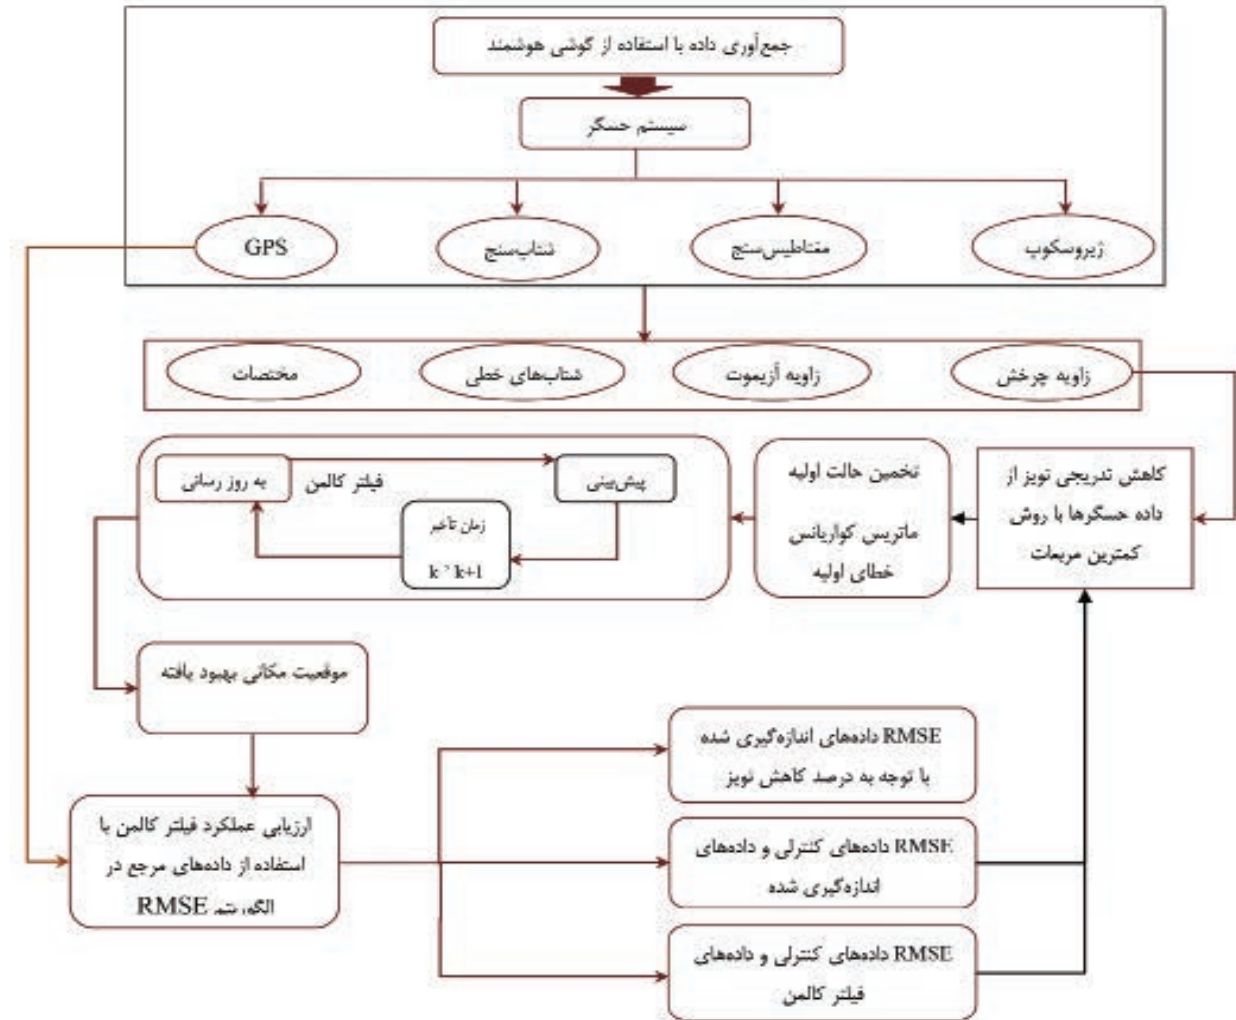 جمع‌آوری داده با استفاده از گوشی هوشمند
سیستم حسگر
ژیروسکوپ
مغناطیس‌سنج
شتاب‌سنج
GPS
زاویه چرخش
زاویه آزیموت
شتاب‌های خطی
مختصات
کاهش تدریجی نویز از
داده حسگرها با روش
کمترین مربعات
تخمین حالت اولیه
ماتریس کواریانس
خطای اولیه
پیش‌بینی
فیلتر کالمن
به روز رسانی
زمان تأخیر
k > k+1
موقعیت مکانی بهبود یافته
ارزیابی عملکرد فیلتر کالمن با
استفاده از داده‌های مرجع در
الگوریتم RMSE
RMSE داده‌های اندازه‌گیری شده
با توجه به درصد کاهش نویز
RMSE داده‌های کنترلی و داده‌های
اندازه‌گیری شده
RMSE داده‌های کنترلی و داده‌های
فیلتر کالمن